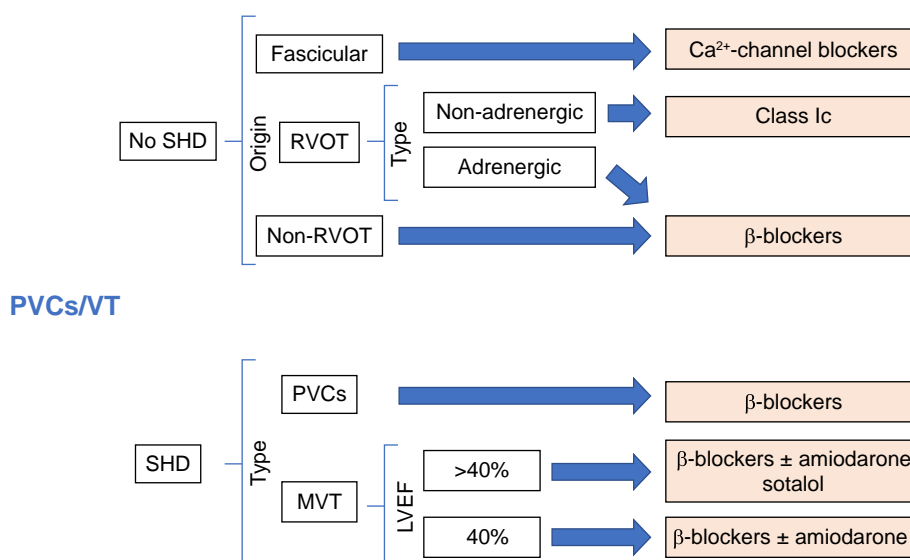 Fascicular
Ca²⁺-channel blockers
No SHD
Origin
RVOT
Type
Non-adrenergic
Class Ic
Adrenergic
Non-RVOT
β-blockers
PVCs/VT
SHD
Type
PVCs
β-blockers
MVT
LVEF
>40%
β-blockers ± amiodarone
sotalol
40%
β-blockers ± amiodarone